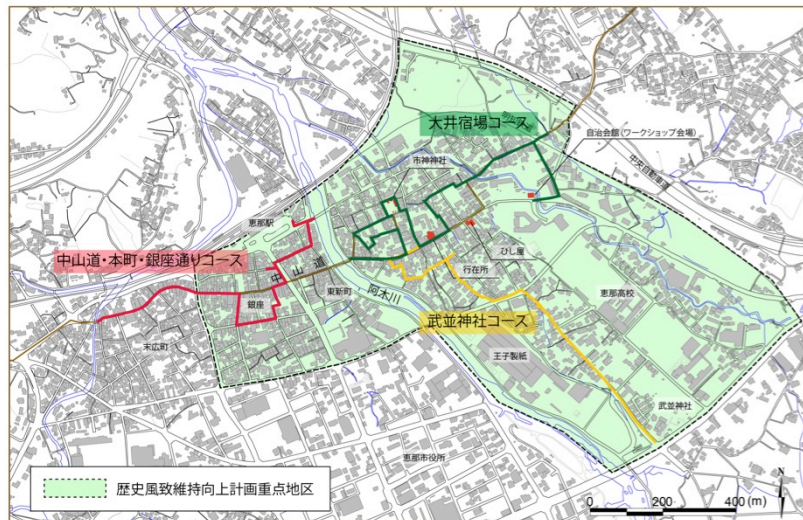 大井宿場コース
自治会館(ワークショップ会場)
市神神社
中央自動車道
恵那駅
中山道・本町・銀座通りコース
中山道
ひし屋
行在所
銀座
東新町
阿木川
恵那高校
武並神社コース
末広町
王子製紙
武並神社
恵那市役所
歴史風致維持向上計画重点地区
N
0 200 400 (m)